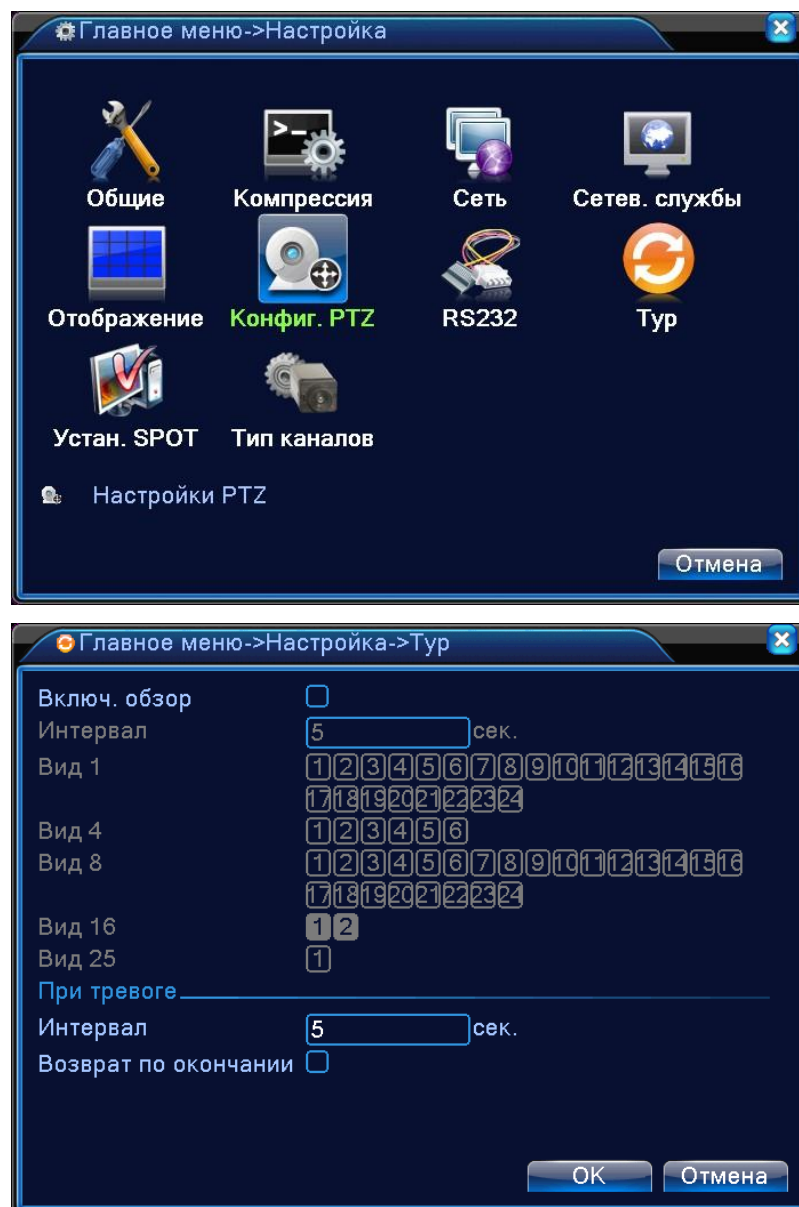 Главное меню->Настройка
Общие Компрессия Сеть Сетев. службы
Отображение Конфиг. PTZ RS232 Тур
Устан. SPOT Тип каналов
Настройки PTZ
Отмена
Главное меню->Настройка->Тур
Включ. обзор
Интервал 5 сек.
Вид 1 1 2 3 4 5 6 7 8 9 10 11 12 13 14 15 16
17 18 19 20 21 22 23 24
Вид 4 1 2 3 4 5 6
Вид 8 1 2 3 4 5 6 7 8 9 10 11 12 13 14 15 16
17 18 19 20 21 22 23 24
Вид 16 1 2
Вид 25 1
При тревоге
Интервал 5 сек.
Возврат по окончании
OK Отмена